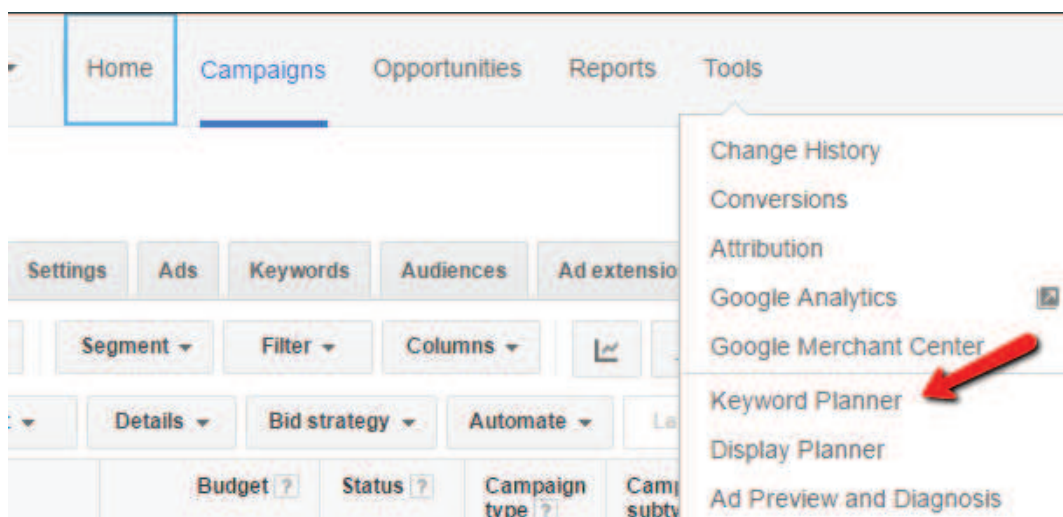 Home Campaigns Opportunities Reports Tools
Change History
Conversions
Attribution
Settings Ads Keywords Audiences Ad extensio
Google Analytics
Segment Filter Columns
Google Merchant Center
Keyword Planner
Details Bid strategy Automate
Display Planner
Budget ? Status ? Campaign type ? Camp subty
Ad Preview and Diagnosis